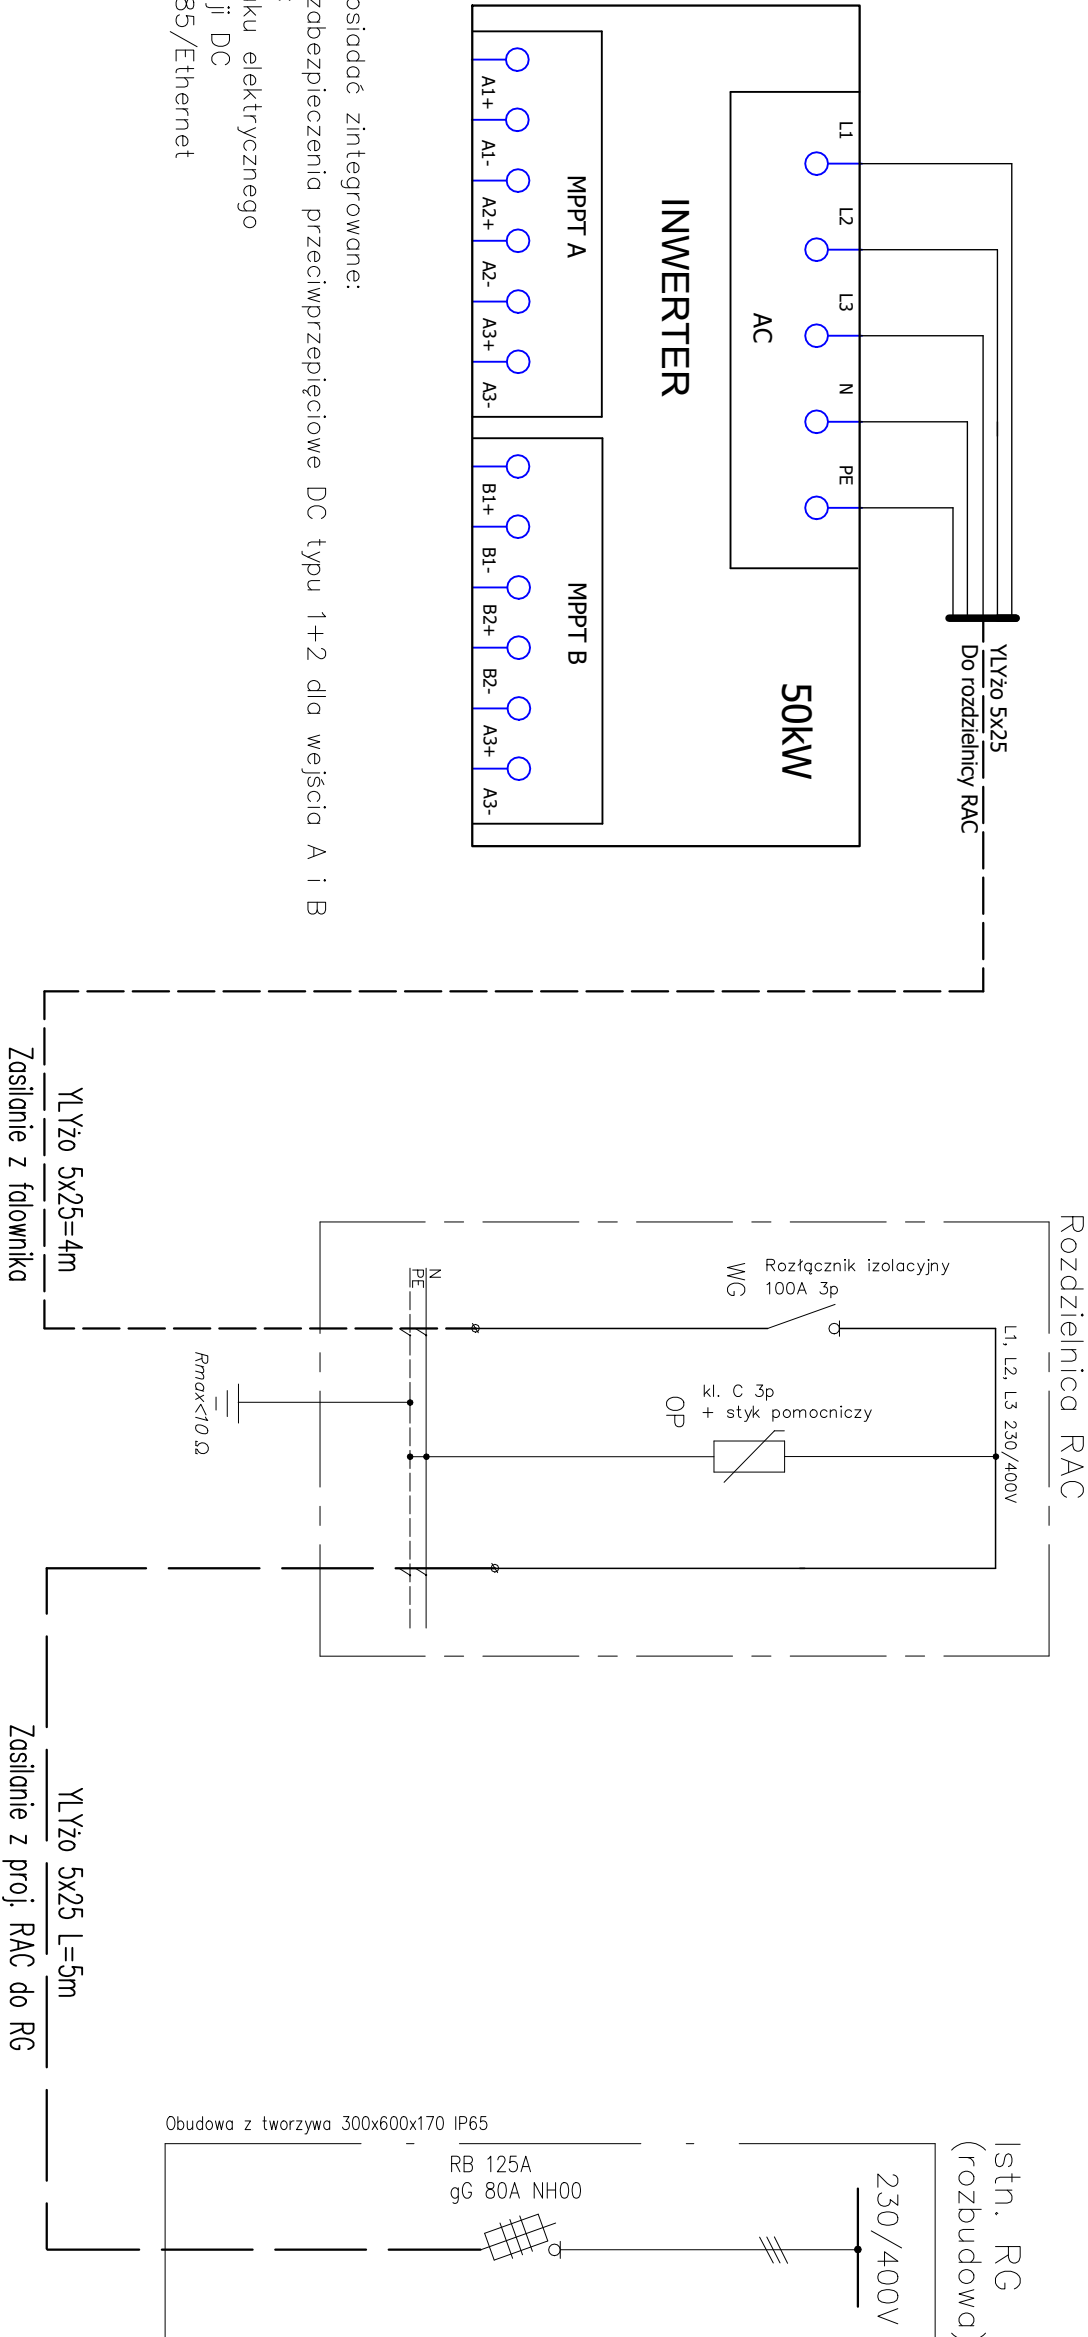 YLYżo 5x25
Do rozdzielnicy RAC
L1
L2
L3
N
PE
AC
50kW
INWERTER
MPPT A
A1+
A1-
A2+
A2-
A3+
A3-
MPPT B
B1+
B1-
B2+
B2-
A3+
A3-
zintegrowane:
zabezpieczenia przeciwprzepięciowe DC typu 1+2 dla wejścia A i B
elektrycznego
DC
/Ethernet
YLYżo 5x25=4m
Zasilanie z falownika
Rozdzielnica RAC
Rozłącznik izolacyjny
100A 3p
WG
L1, L2, L3 230/400V
kl. C 3p
+ styk pomocniczy
OP
N
PE
Rmax<10 Ω
YLYżo 5x25 L=5m
Zasilanie z proj. RAC do RG
Istn. RG
(rozbudowa)
230/400V
Obudowa z tworzywa 300x600x170 IP65
RB 125A
gG 80A NH00